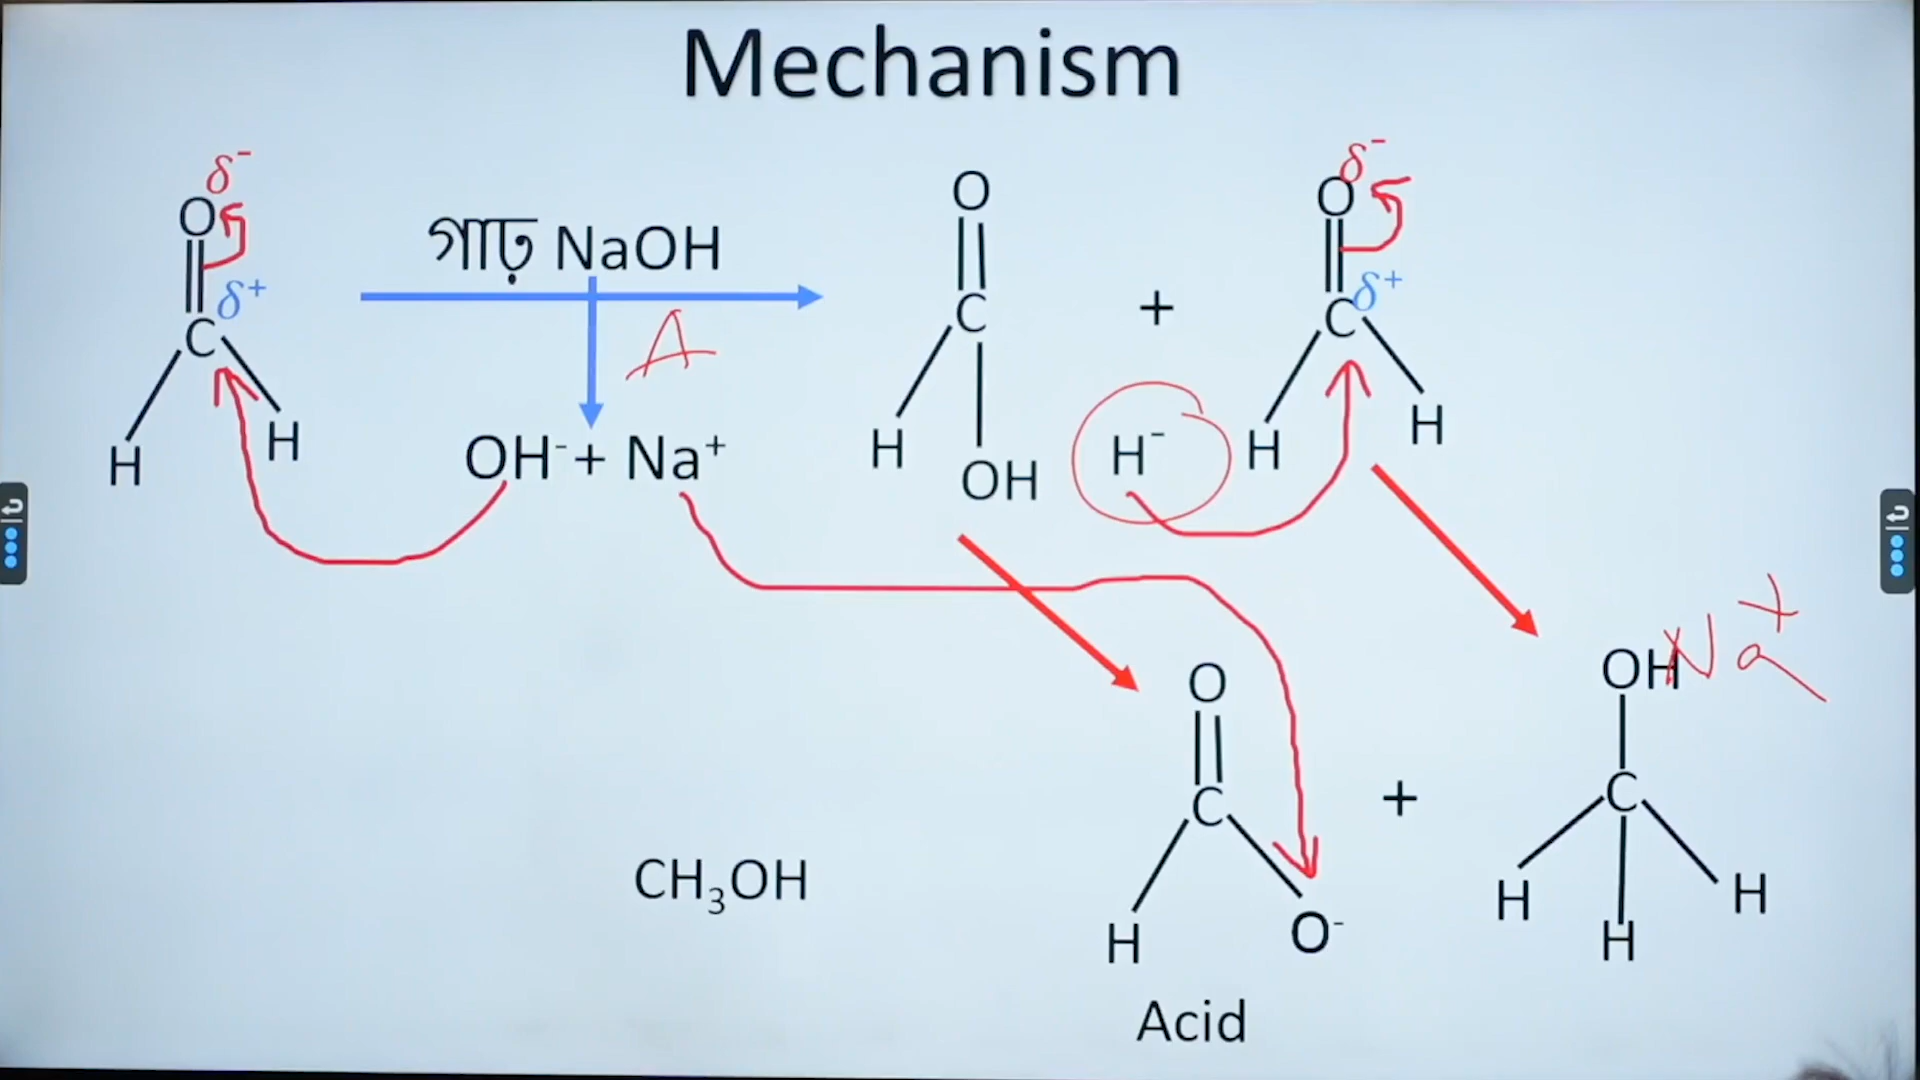 Mechanism
δ⁻
O
δ⁺
C
H H
গাঢ় NaOH
A
OH⁻ + Na⁺
O
C
H
OH
+
H⁻
δ⁻
O
δ⁺
C
H H
O
C
H O⁻
Acid
+
OH Na⁺
C
H H H
CH₃OH